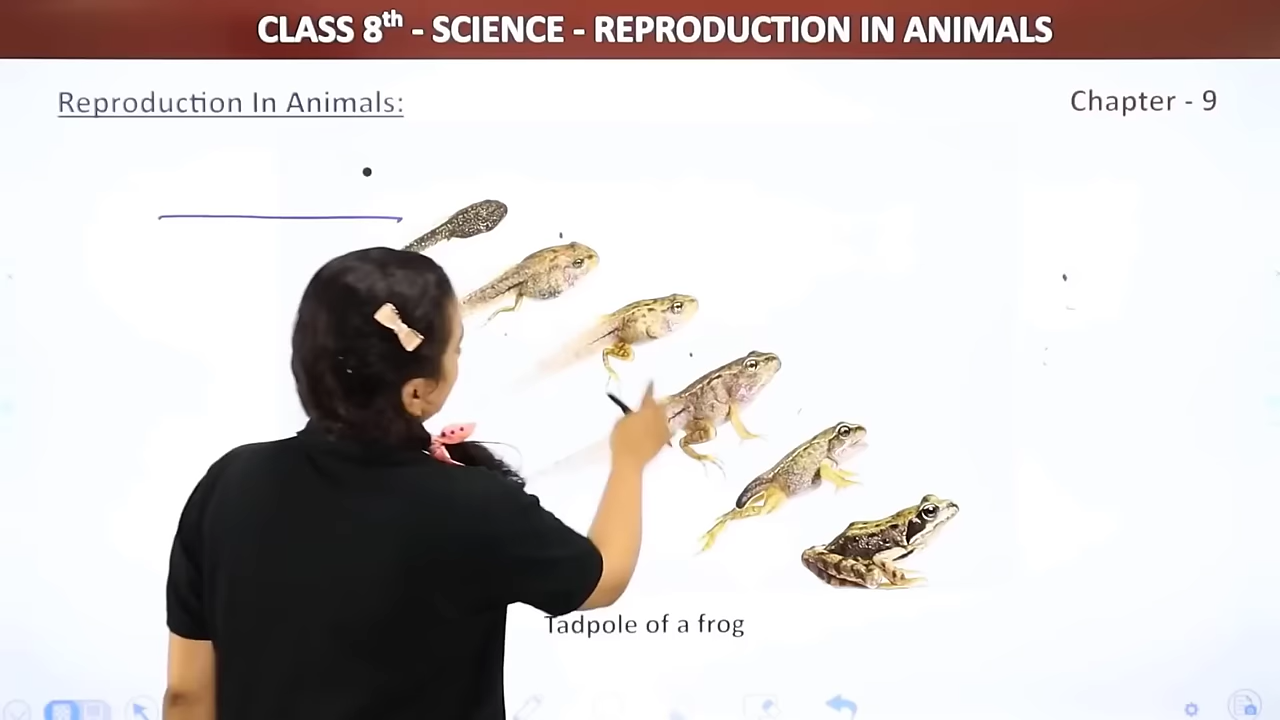 CLASS 8th - SCIENCE - REPRODUCTION IN ANIMALS
Reproduction In Animals:
Chapter - 9
Tadpole of a frog